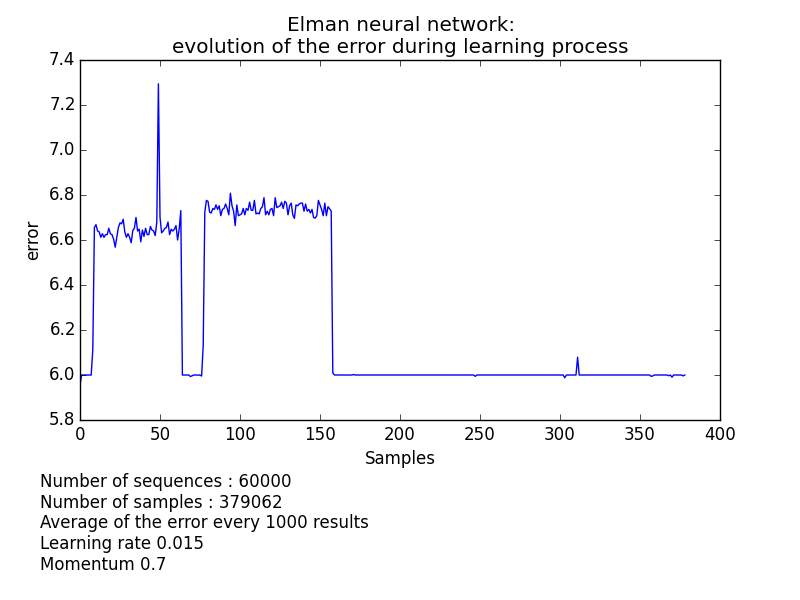 Elman neural network:
evolution of the error during learning process
7.4
7.2
7.0
6.8
6.6
6.4
6.2
6.0
5.8
error
0 50 100 150 200 250 300 350 400
Samples
Number of sequences : 60000
Number of samples : 379062
Average of the error every 1000 results
Learning rate 0.015
Momentum 0.7